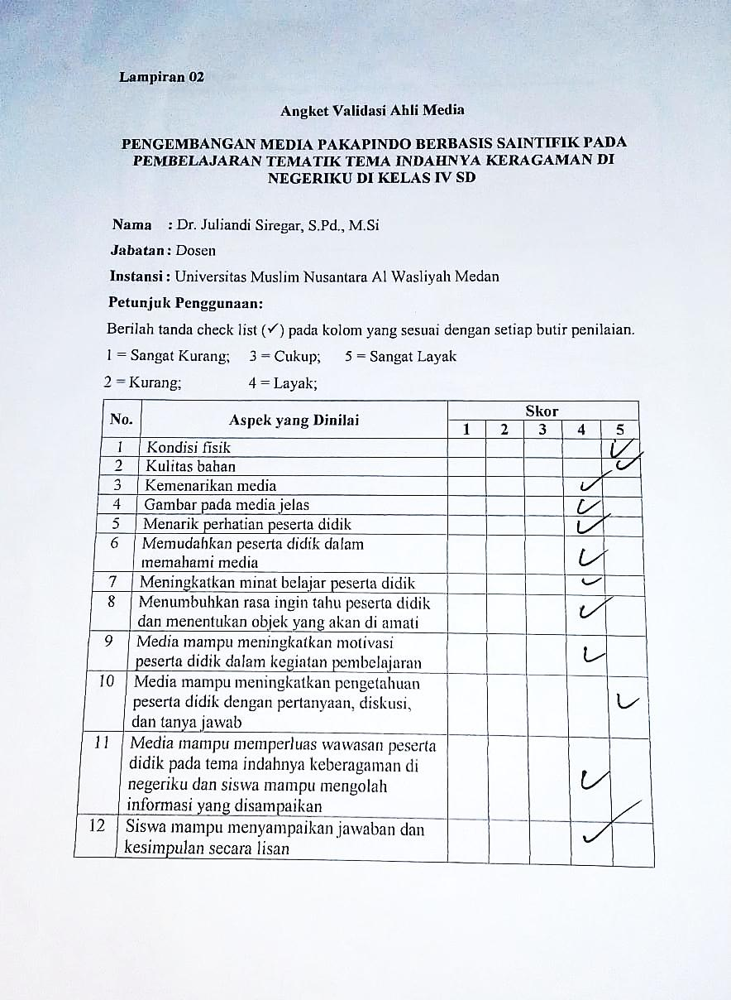 Lampiran 02
Angket Validasi Ahli Media
PENGEMBANGAN MEDIA PAKAPINDO BERBASIS SAINTIFIK PADA
PEMBELAJARAN TEMATIK TEMA INDAHNYA KERAGAMAN DI
NEGERIKU DI KELAS IV SD
Nama : Dr. Juliandi Siregar, S.Pd., M.Si
Jabatan : Dosen
Instansi : Universitas Muslim Nusantara Al Wasliyah Medan
Petunjuk Penggunaan:
Berilah tanda check list (✓) pada kolom yang sesuai dengan setiap butir penilaian.
1 = Sangat Kurang; 3 = Cukup; 5 = Sangat Layak
2 = Kurang; 4 = Layak;
No. Aspek yang Dinilai Skor
1 2 3 4 5
1 Kondisi fisik ✓
2 Kulitas bahan ✓
3 Kemenarikan media ✓
4 Gambar pada media jelas ✓
5 Menarik perhatian peserta didik ✓
6 Memudahkan peserta didik dalam
memahami media ✓
7 Meningkatkan minat belajar peserta didik ✓
8 Menumbuhkan rasa ingin tahu peserta didik
dan menentukan objek yang akan di amati ✓
9 Media mampu meningkatkan motivasi
peserta didik dalam kegiatan pembelajaran ✓
10 Media mampu meningkatkan pengetahuan
peserta didik dengan pertanyaan, diskusi, ✓
dan tanya jawab
11 Media mampu memperluas wawasan peserta
didik pada tema indahnya keberagaman di
negeriku dan siswa mampu mengolah ✓
informasi yang disampaikan
12 Siswa mampu menyampaikan jawaban dan ✓
kesimpulan secara lisan